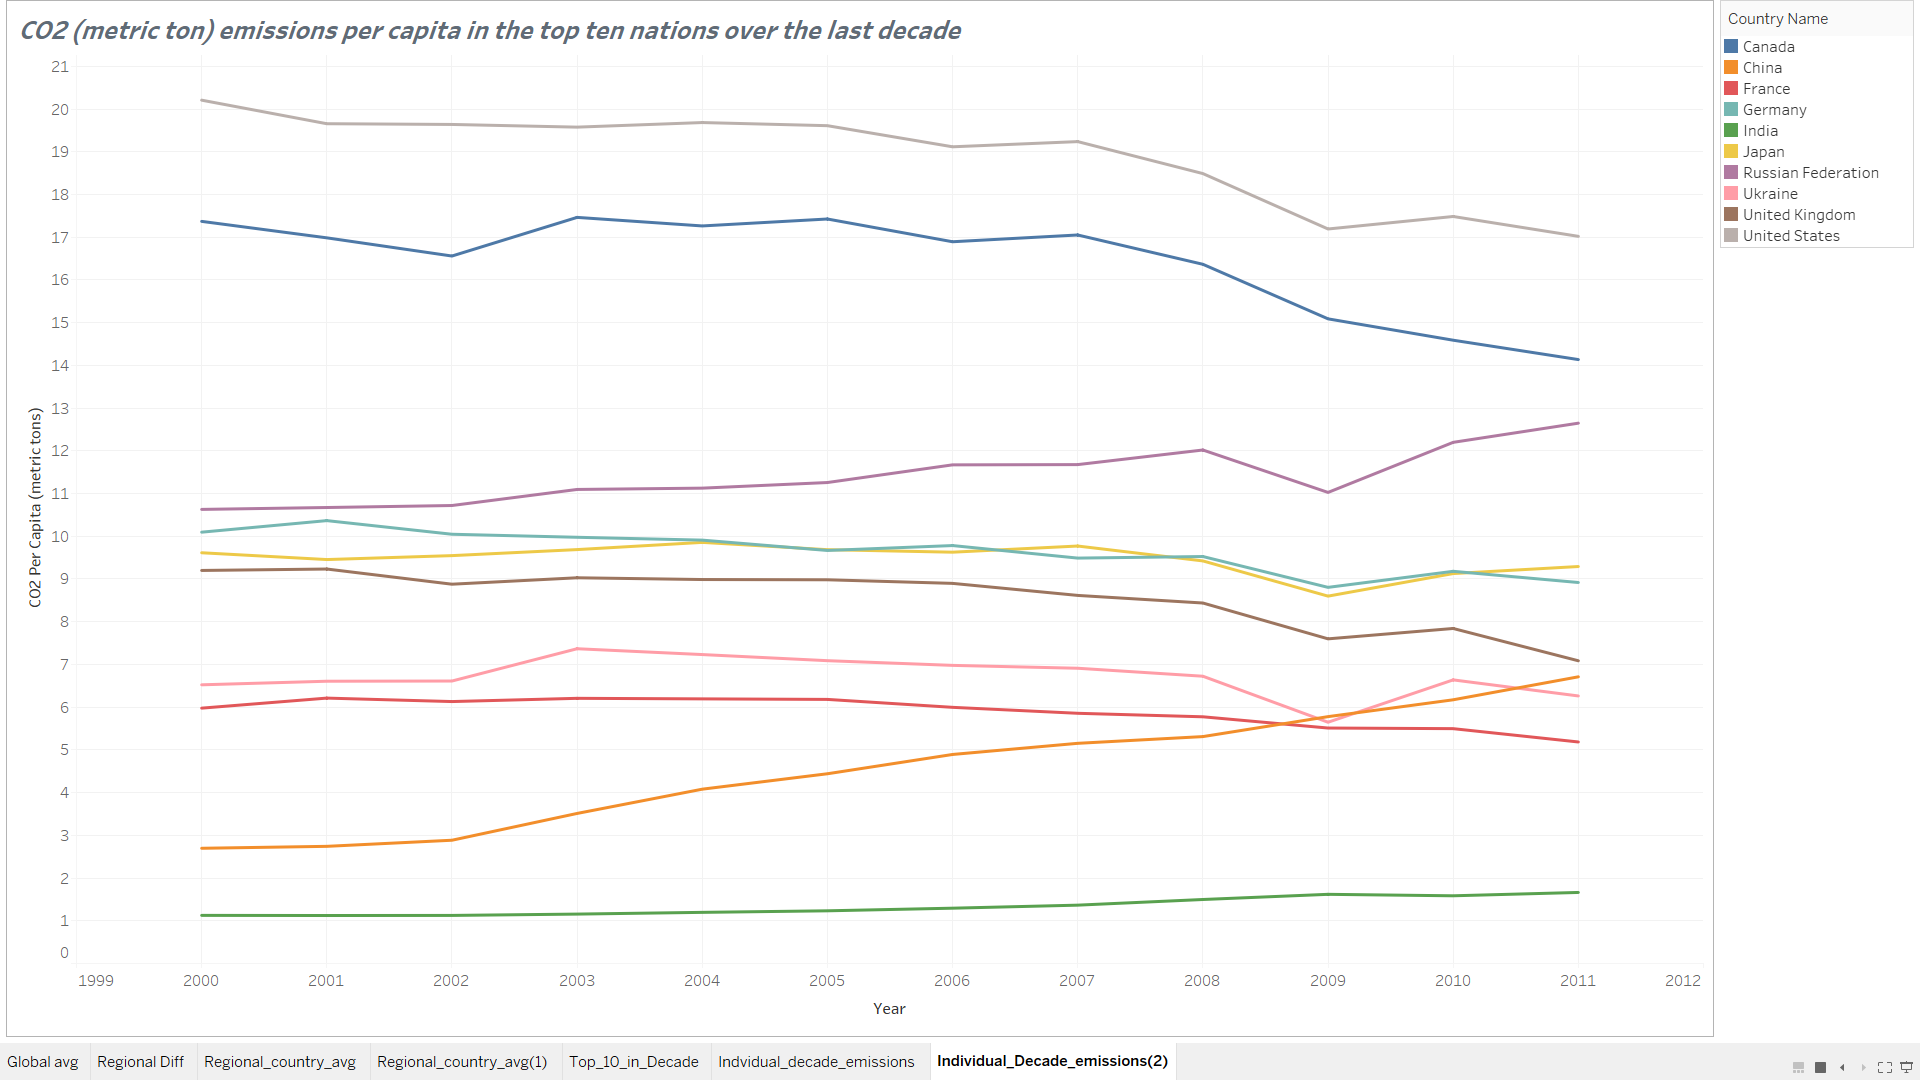 CO2 (metric ton) emissions per capita in the top ten nations over the last decade
Country Name
Canada
China
France
Germany
India
Japan
Russian Federation
Ukraine
United Kingdom
United States
CO2 Per Capita (metric tons)
21
20
19
18
17
16
15
14
13
12
11
10
9
8
7
6
5
4
3
2
1
0
1999 2000 2001 2002 2003 2004 2005 2006 2007 2008 2009 2010 2011 2012
Year
Global avg Regional Diff Regional_country_avg Regional_country_avg(1) Top_10_in_Decade Indvidual_decade_emissions Individual_Decade_emissions(2)